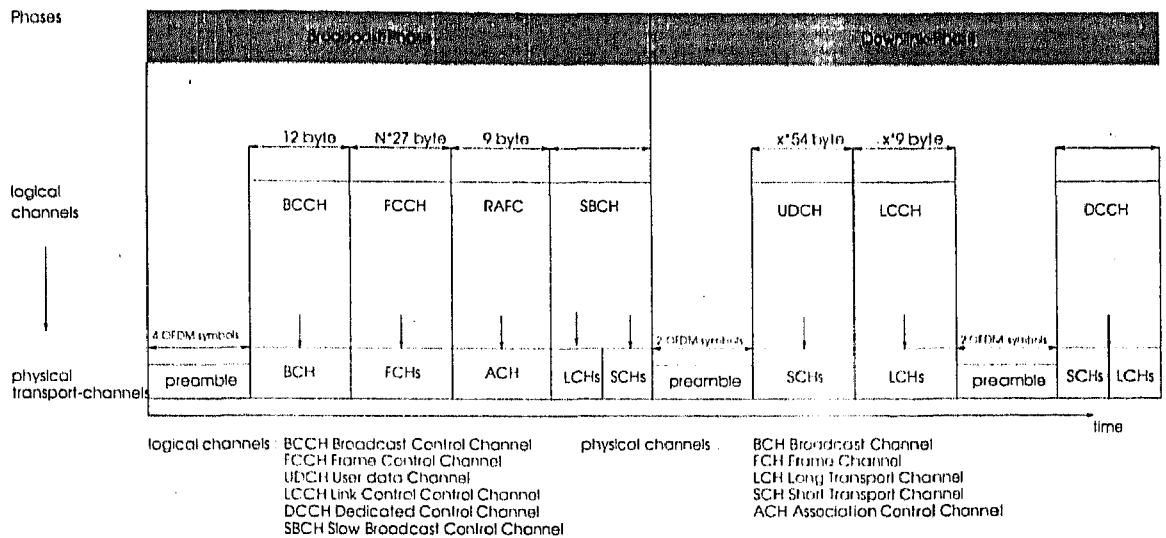 Phases
Broadcast-Phase Downlink-Phase
12 byte N*27 byte 9 byte x*54 byte x*9 byte
logical channels
BCCH FCCH RAFC SBCH UDCH LCCH DCCH
4 OFDM symbols 2 OFDM symbols 2 OFDM symbols
physical transport-channels
preamble BCH FCHs ACH LCHs SCHs preamble SCHs LCHs preamble SCHs LCHs
time
logical channels : BCCH Broadcast Control Channel
FCCH Frame Control Channel
UDCH User data Channel
LCCH Link Control Control Channel
DCCH Dedicated Control Channel
SBCH Slow Broadcast Control Channel
physical channels : BCH Broadcast Channel
FCH Frame Channel
LCH Long Transport Channel
SCH Short Transport Channel
ACH Association Control Channel